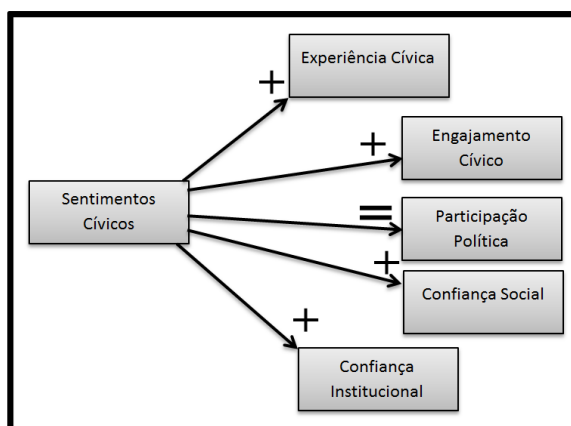 Experiência Cívica
+
Engajamento
Cívico
+
Sentimentos
Cívicos
=
Participação
Política
+
Confiança Social
+
Confiança
Institucional